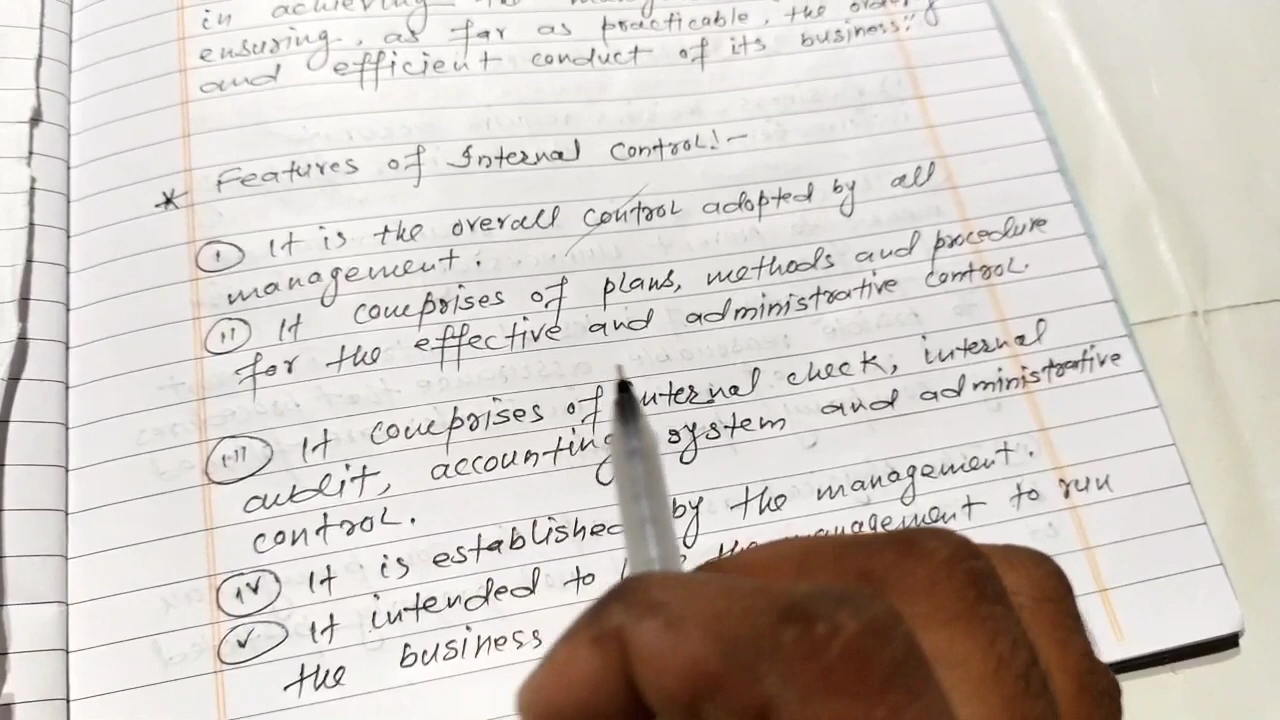 in achieving the
ensuring, as far as practicable, the orderly
and efficient conduct of its business."
* Features of Internal Control:-
(i) It is the overall control adopted by all
management.
(ii) It comprises of plans, methods and procedure
for the effective and administrative control.
(iii) It comprises of internal check, internal
audit, accounting system and administrative
control.
(iv) It is established by the management.
(v) It intended to the management to run
the business